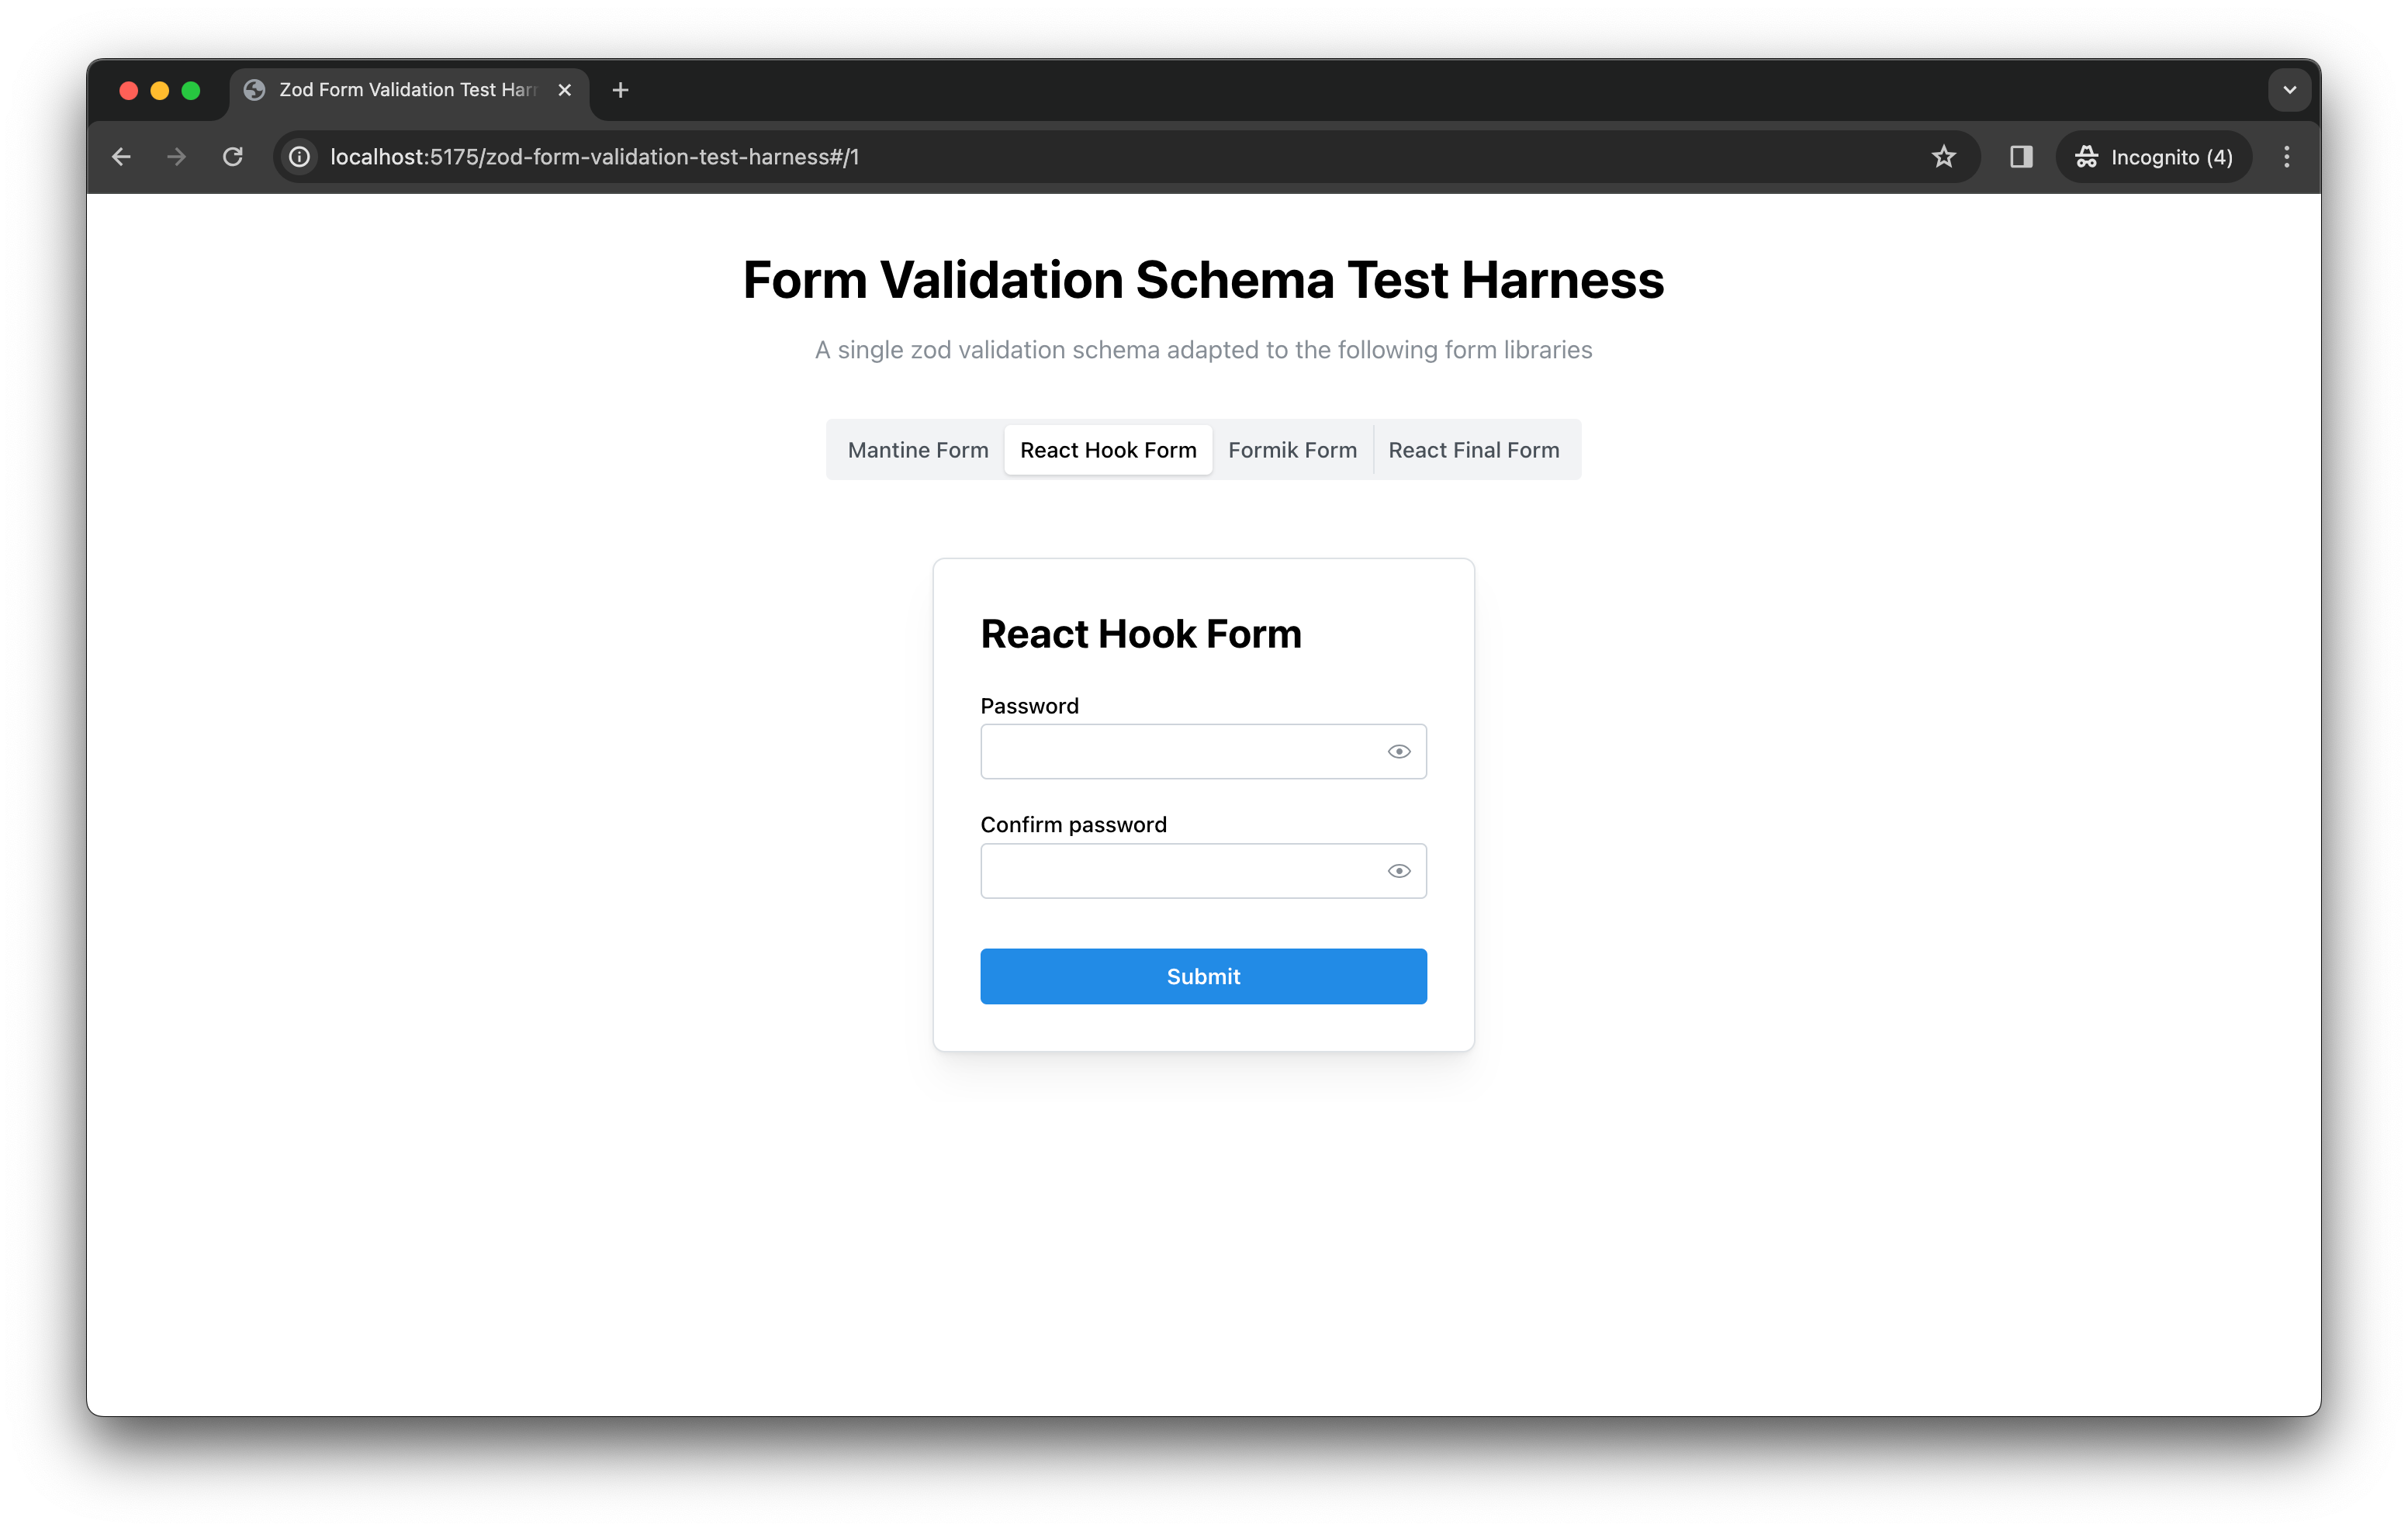 Zod Form Validation Test Har
localhost:5175/zod-form-validation-test-harness#/1
Incognito (4)
Form Validation Schema Test Harness
A single zod validation schema adapted to the following form libraries
Mantine Form React Hook Form Formik Form React Final Form
React Hook Form
Password
Confirm password
Submit